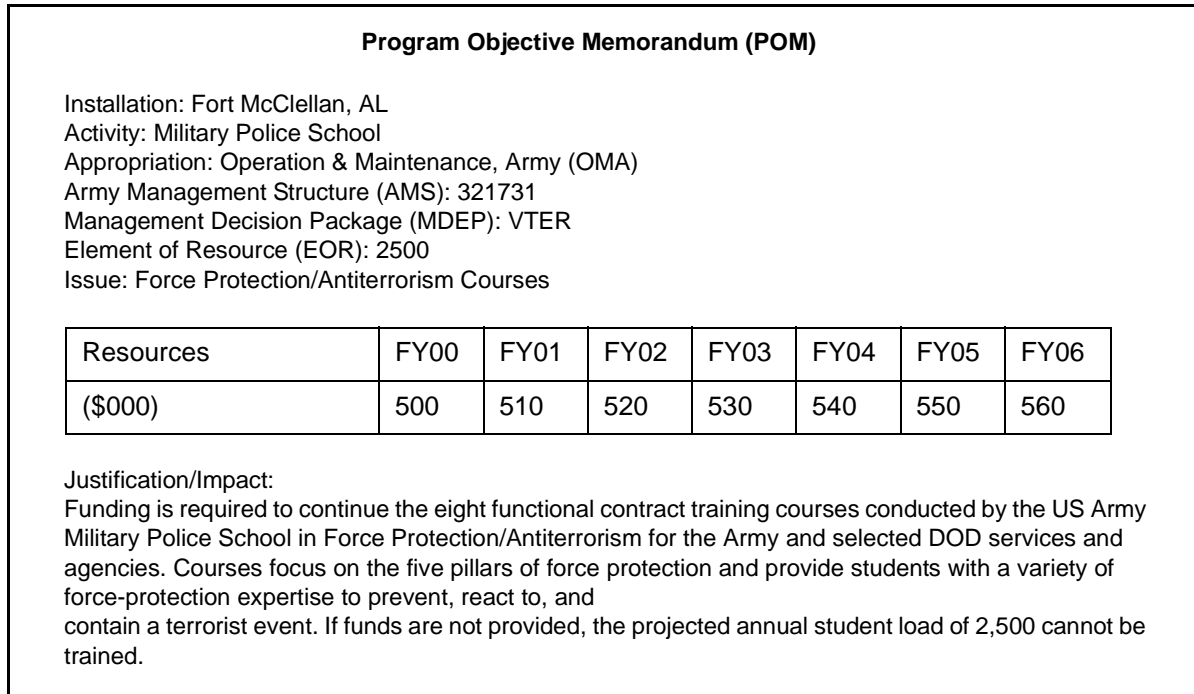 Program Objective Memorandum (POM)
Installation: Fort McClellan, AL
Activity: Military Police School
Appropriation: Operation & Maintenance, Army (OMA)
Army Management Structure (AMS): 321731
Management Decision Package (MDEP): VTER
Element of Resource (EOR): 2500
Issue: Force Protection/Antiterrorism Courses
Resources FY00 FY01 FY02 FY03 FY04 FY05 FY06
($000) 500 510 520 530 540 550 560
Justification/Impact:
Funding is required to continue the eight functional contract training courses conducted by the US Army
Military Police School in Force Protection/Antiterrorism for the Army and selected DOD services and
agencies. Courses focus on the five pillars of force protection and provide students with a variety of
force-protection expertise to prevent, react to, and
contain a terrorist event. If funds are not provided, the projected annual student load of 2,500 cannot be
trained.